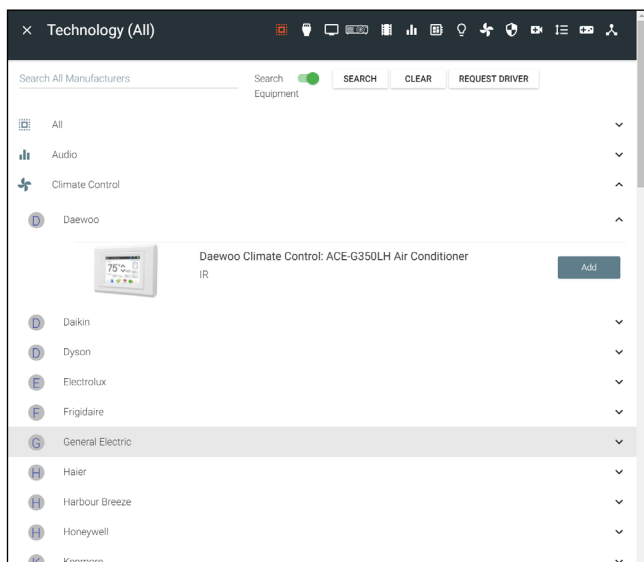 Technology (All)
Search All Manufacturers
Search
Equipment
SEARCH
CLEAR
REQUEST DRIVER
All
Audio
Climate Control
D Daewoo
75°
Daewoo Climate Control: ACE-G350LH Air Conditioner
IR
Add
D Daikin
D Dyson
E Electrolux
F Frigidaire
G General Electric
H Haier
H Harbour Breeze
H Honeywell
K Kenmore